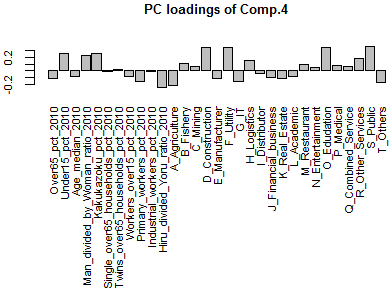 PC loadings of Comp.4
0.2
-0.2
Over65_pct_2010
Under15_pct_2010
Age_median_2010
Man_divided_by_Woman_ratio_2010
Kakukazoku_pct_2010
Single_over65_households_pct_2010
Twins_over65_households_pct_2010
Workers_over15_pct_2010
Primary_workers_pct_2010
Industrial_workers_pct_2010
Hiru_divided_Yoru_ratio_2010
A_Agriculture
B_Fishery
C_Mining
D_Construction
E_Manufacturer
F_Utility
G_IT
H_Logistics
I_Distributor
J_Financial_business
K_Real_Estate
L_Academic
M_Restaurant
N_Entertainment
O_Edudation
P_Medical
Q_Combined_Service
R_Other_Services
S_Public
T_Others